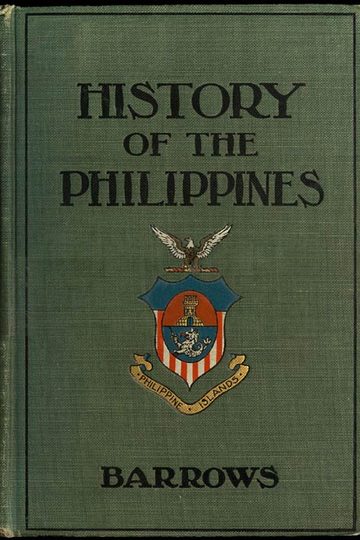 HISTORY
OF THE
PHILIPPINES
PHILIPPINE ISLANDS
BARROWS